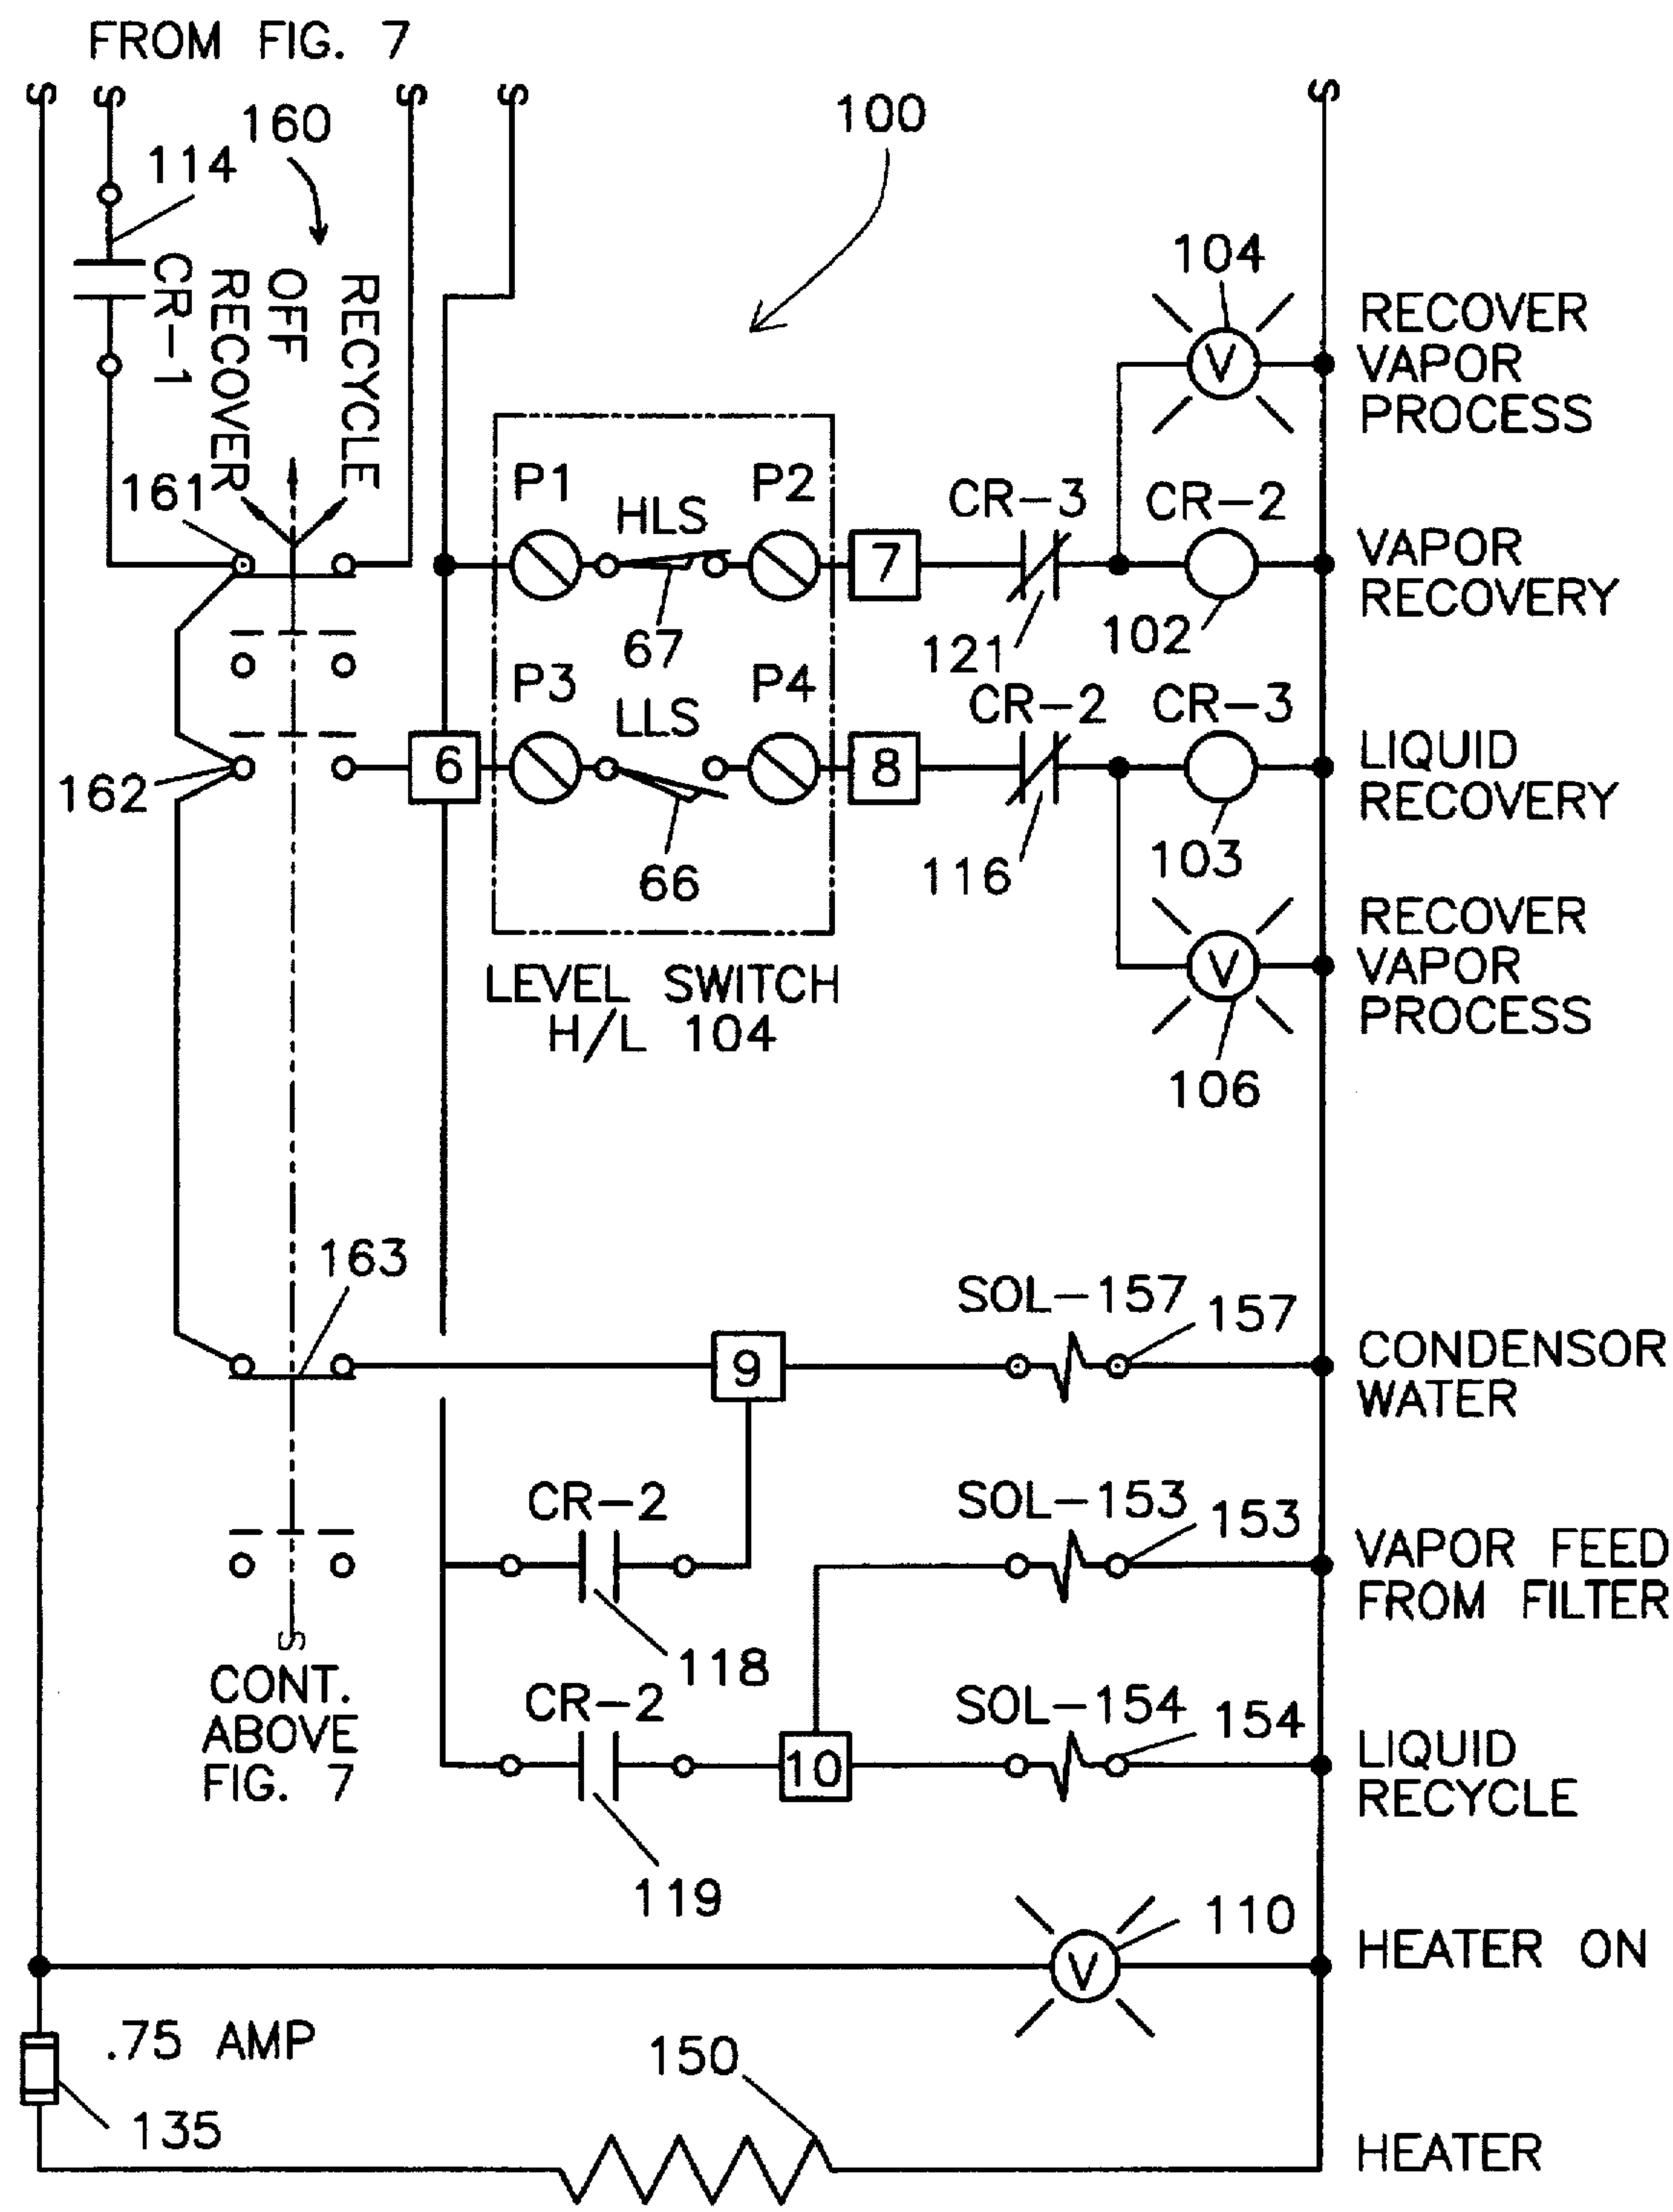 FROM FIG. 7
S S S S S
160
100
114
CR-1
RECOVER
OFF
RECYCLE
104
V
RECOVER
VAPOR
PROCESS
161
P1
HLS
P2
7
CR-3
CR-2
VAPOR
RECOVERY
67
121
102
P3
LLS
P4
CR-2
CR-3
162
6
8
LIQUID
RECOVERY
66
116
103
LEVEL SWITCH
H/L 104
V
RECOVER
VAPOR
PROCESS
106
163
SOL-157
157
9
CONDENSOR
WATER
CR-2
SOL-153
153
VAPOR FEED
FROM FILTER
118
S
CONT.
ABOVE
FIG. 7
CR-2
SOL-154
154
10
LIQUID
RECYCLE
119
110
V
HEATER ON
.75 AMP
135
150
HEATER